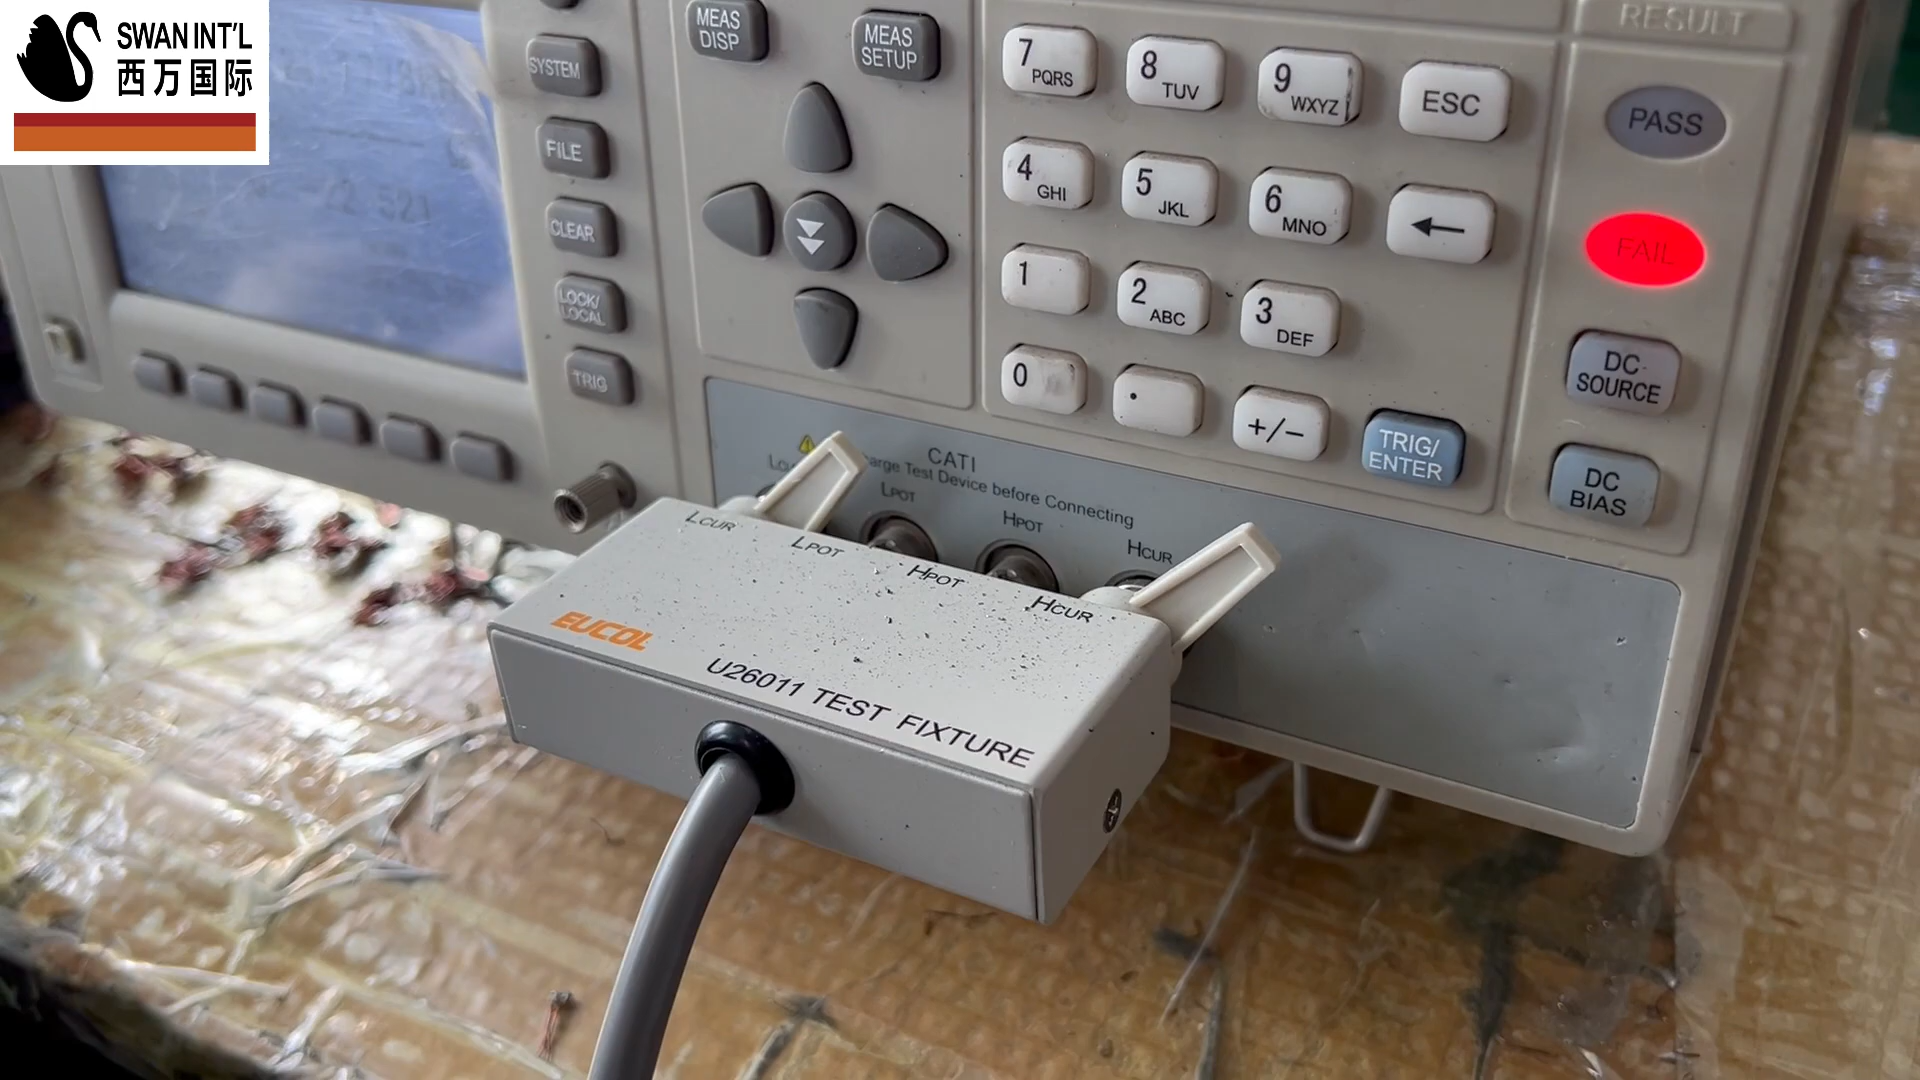 SWAN INT'L
西万国际
SYSTEM
FILE
CLEAR
LOCK/
LOCAL
TRIG
MEAS
DISP
MEAS
SETUP
7 PQRS
8 TUV
9 WXYZ
ESC
4 GHI
5 JKL
6 MNO
1
2 ABC
3 DEF
0
.
+/-
TRIG/
ENTER
RESULT
PASS
FAIL
DC
SOURCE
DC
BIAS
CATI
Test Device before Connecting
LPOT
HPOT
HCUR
LCUR
LPOT
HPOT
HCUR
EUCOL
U26011 TEST FIXTURE